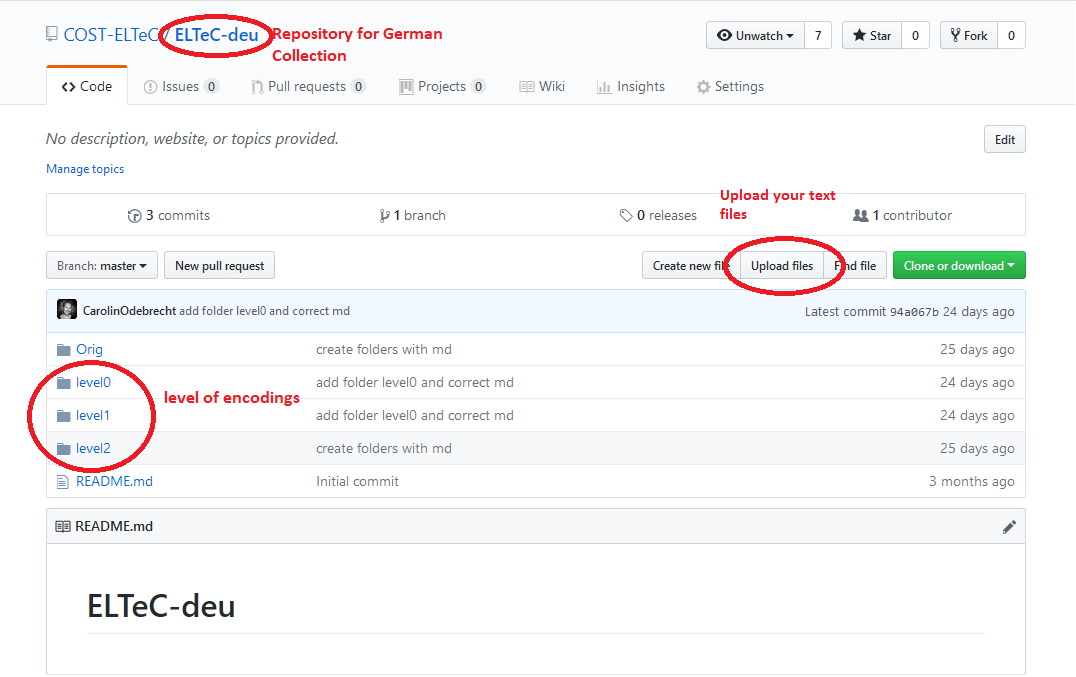 COST-ELTeC / ELTeC-deu
Repository for German
Collection
Unwatch 7 Star 0 Fork 0
Code Issues 0 Pull requests 0 Projects 0 Wiki Insights Settings
No description, website, or topics provided.
Edit
Manage topics
Upload your text
files
3 commits 1 branch 0 releases 1 contributor
Branch: master New pull request Create new file Upload files Find file Clone or download
CarolinOdebrecht add folder level0 and correct md Latest commit 94a067b 24 days ago
Orig create folders with md 25 days ago
level0 add folder level0 and correct md 24 days ago
level of encodings
level1 add folder level0 and correct md 24 days ago
level2 create folders with md 25 days ago
README.md Initial commit 3 months ago
README.md
ELTeC-deu